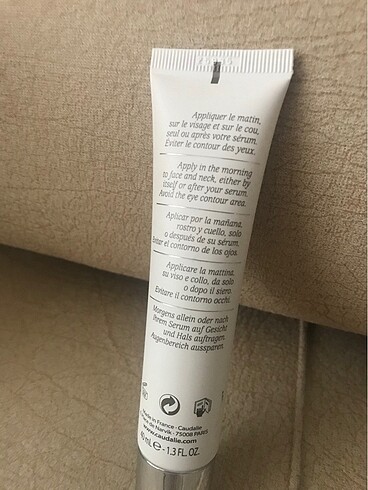 Appliquer le matin,
sur le visage et sur le cou,
seul ou après votre sérum.
Éviter le contour des yeux.
Apply in the morning
to face and neck, either by
itself or after your serum.
Avoid the eye contour area.
Aplicar por la mañana,
rostro y cuello, solo
o después de su sérum.
Evitar el contorno de los ojos.
Applicare la mattina,
su viso e collo, da solo
o dopo il siero.
Evitare il contorno occhi.
Morgens allein oder nach
Ihrem Serum auf Gesicht
und Hals auftragen.
Augenbereich aussparen.
Made in France - Caudalie
de Narvik - 75008 PARIS
www.caudalie.com
40 mL e - 1.3 FL. OZ.